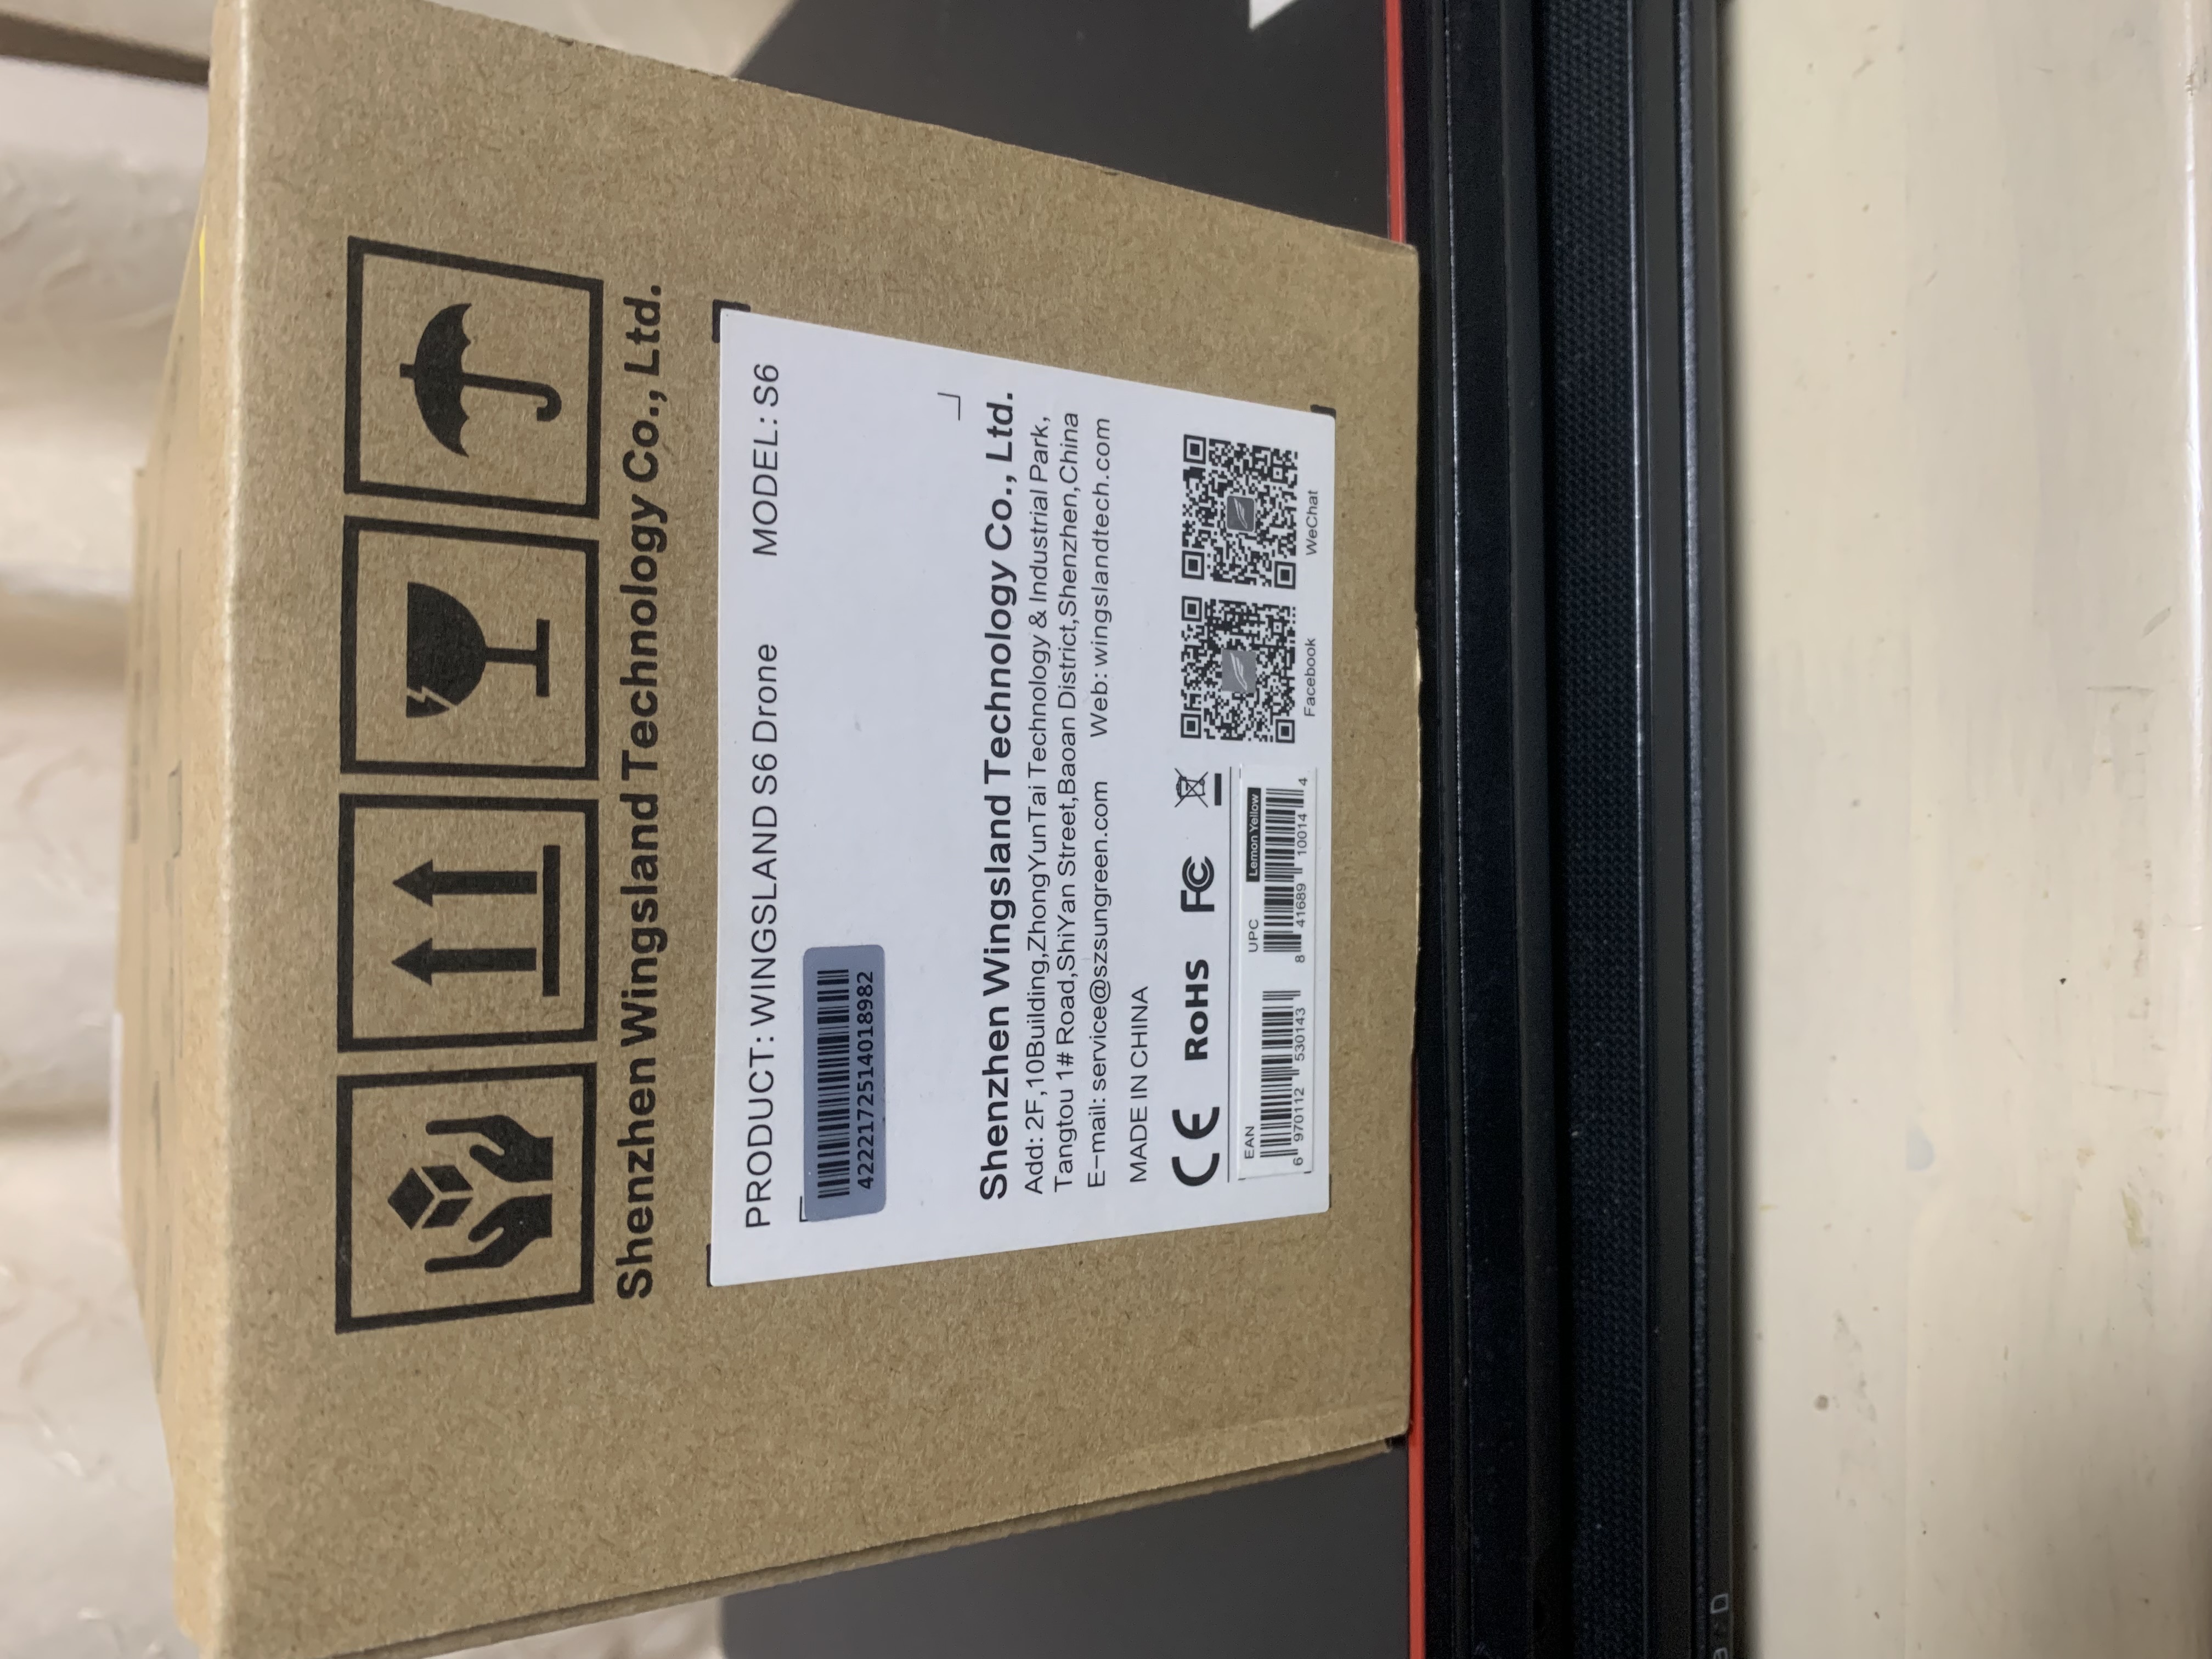 Shenzhen Wingsland Technology Co., Ltd.
PRODUCT: WINGSLAND S6 Drone MODEL: S6
4222172514018982
Shenzhen Wingsland Technology Co., Ltd.
Add: 2F,10Building,ZhongYunTai Technology & Industrial Park,
Tangtou 1# Road,ShiYan Street,Baoan District,Shenzhen,China
E-mail: service@szsungreen.com Web: wingslandtech.com
MADE IN CHINA
CE RoHS FC
EAN
6 970112 530143
UPC
Lemon Yellow
8 41689 10014 4
Facebook
WeChat